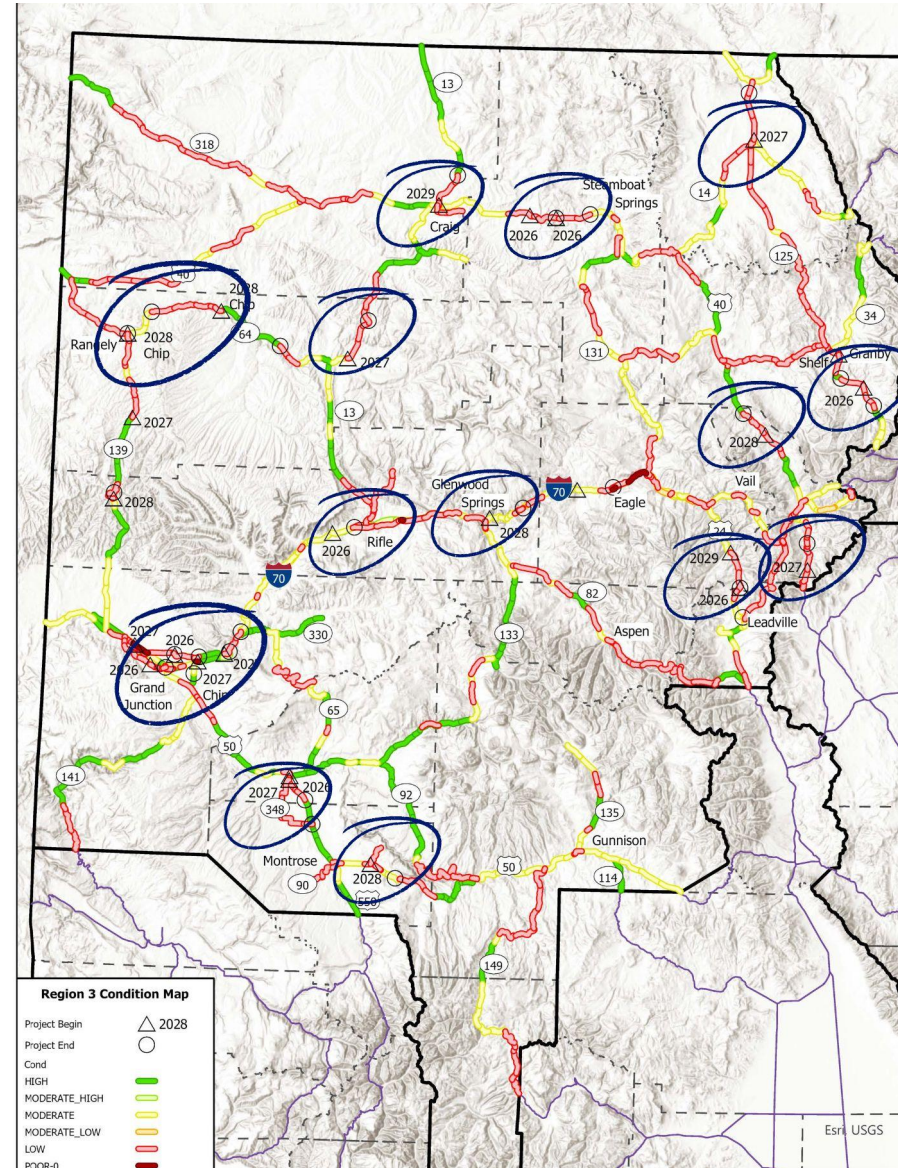 13
318
2027
14
Steamboat
Springs
2029
Craig
2026
2026
125
40
2028
Chip
40
34
64
Rangely
2028
Chip
131
2027
Shelf
Granby
2026
2027
13
139
2028
Vail
Glenwood
Springs
70
Eagle
2028
2028
Rifle
2026
24
2029
2027
70
2026
82
Leadville
Aspen
133
330
2027
2026
2026
2027
Chip
Grand
Junction
65
50
141
2026
2027
348
92
135
Montrose
Gunnison
50
2028
90
114
550
149
Region 3 Condition Map
Project Begin 2028
Project End
Cond
HIGH
MODERATE_HIGH
MODERATE
MODERATE_LOW
LOW
POOR-0
Esri, USGS